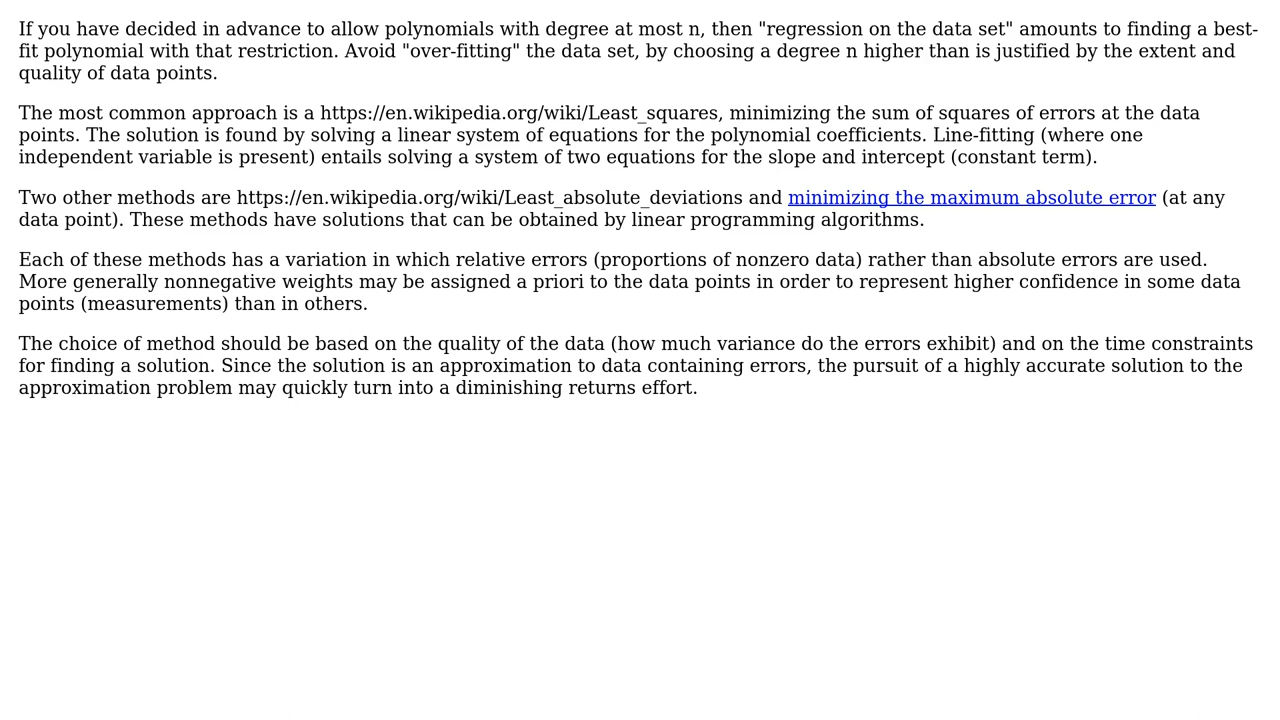 If you have decided in advance to allow polynomials with degree at most n, then "regression on the data set" amounts to finding a best-
fit polynomial with that restriction. Avoid "over-fitting" the data set, by choosing a degree n higher than is justified by the extent and
quality of data points.
The most common approach is a https://en.wikipedia.org/wiki/Least_squares, minimizing the sum of squares of errors at the data
points. The solution is found by solving a linear system of equations for the polynomial coefficients. Line-fitting (where one
independent variable is present) entails solving a system of two equations for the slope and intercept (constant term).
Two other methods are https://en.wikipedia.org/wiki/Least_absolute_deviations and minimizing the maximum absolute error (at any
data point). These methods have solutions that can be obtained by linear programming algorithms.
Each of these methods has a variation in which relative errors (proportions of nonzero data) rather than absolute errors are used.
More generally nonnegative weights may be assigned a priori to the data points in order to represent higher confidence in some data
points (measurements) than in others.
The choice of method should be based on the quality of the data (how much variance do the errors exhibit) and on the time constraints
for finding a solution. Since the solution is an approximation to data containing errors, the pursuit of a highly accurate solution to the
approximation problem may quickly turn into a diminishing returns effort.